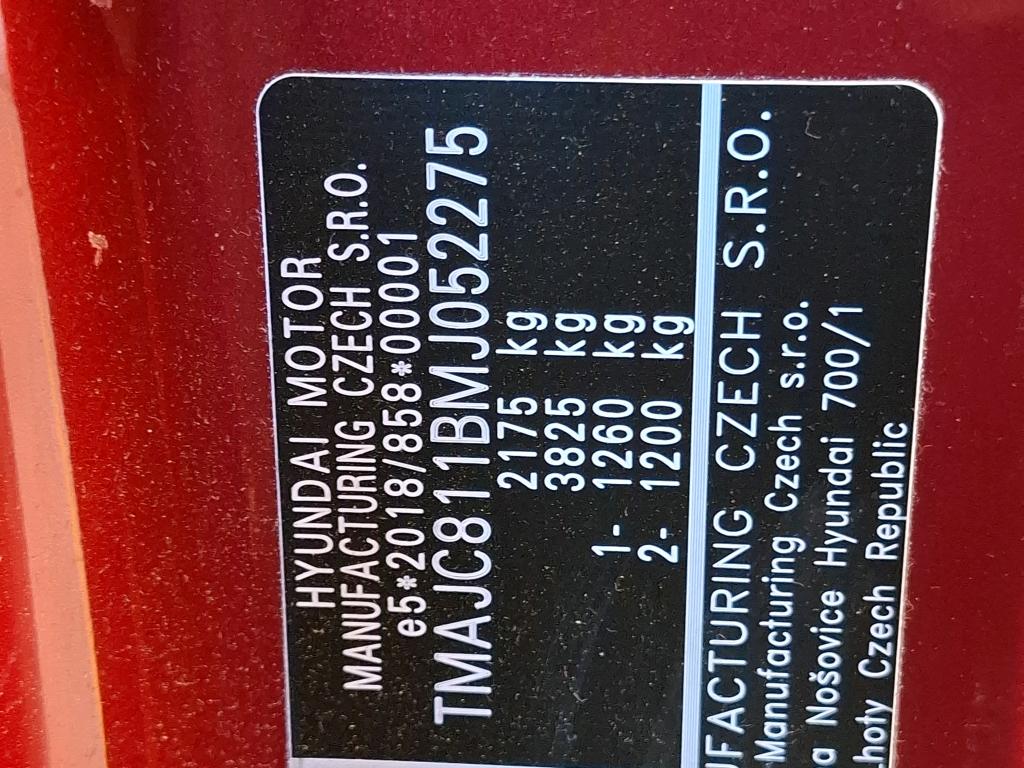 HYUNDAI MOTOR
MANUFACTURING CZECH S.R.O.
e5*2018/858*00001
TMAJC811BMJ052275
2175 kg
3825 kg
1- 1260 kg
2- 1200 kg
UFACTURING CZECH S.R.O.
Manufacturing Czech s.r.o.
a Nošovice Hyundai 700/1
.hoty Czech Republic